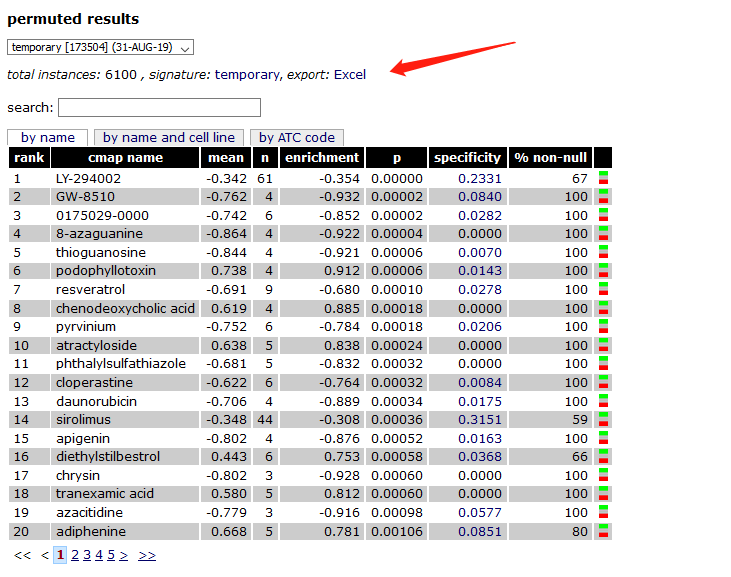 permuted results
temporary [173504] (31-AUG-19)
total instances: 6100 , signature: temporary, export: Excel
search:
by name by name and cell line by ATC code
rank cmap name mean n enrichment p specificity % non-null
1 LY-294002 -0.342 61 -0.354 0.00000 0.2331 67
2 GW-8510 -0.762 4 -0.932 0.00002 0.0840 100
3 0175029-0000 -0.742 6 -0.852 0.00002 0.0282 100
4 8-azaguanine -0.864 4 -0.922 0.00004 0.0000 100
5 thioguanosine -0.844 4 -0.921 0.00006 0.0070 100
6 podophyllotoxin 0.738 4 0.912 0.00006 0.0143 100
7 resveratrol -0.691 9 -0.680 0.00010 0.0278 100
8 chenodeoxycholic acid 0.619 4 0.885 0.00018 0.0000 100
9 pyrvinium -0.752 6 -0.784 0.00018 0.0206 100
10 atractyloside 0.638 5 0.838 0.00024 0.0000 100
11 phthalylsulfathiazole -0.681 5 -0.832 0.00032 0.0000 100
12 cloperastine -0.622 6 -0.764 0.00032 0.0084 100
13 daunorubicin -0.706 4 -0.889 0.00034 0.0175 100
14 sirolimus -0.348 44 -0.308 0.00036 0.3151 59
15 apigenin -0.802 4 -0.876 0.00052 0.0163 100
16 diethylstilbestrol 0.443 6 0.753 0.00058 0.0368 66
17 chrysin -0.802 3 -0.928 0.00060 0.0000 100
18 tranexamic acid 0.580 5 0.812 0.00060 0.0000 100
19 azacitidine -0.779 3 -0.916 0.00098 0.0577 100
20 adiphenine 0.668 5 0.781 0.00106 0.0851 80
<< < 1 2 3 4 5 > >>